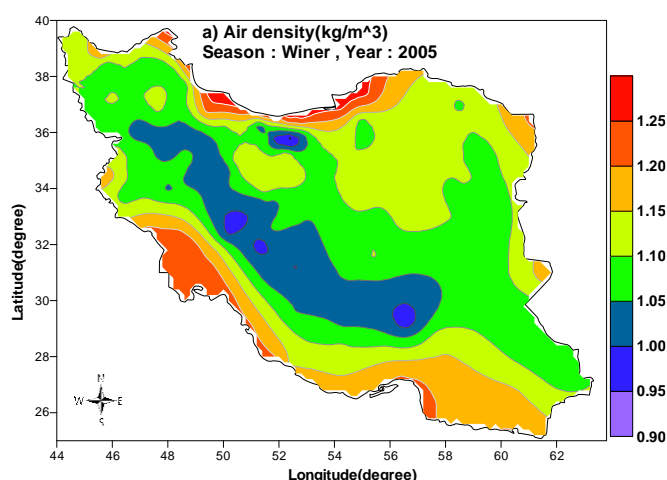 a) Air density(kg/m^3)
Season : Winer , Year : 2005
40
38
36
34
32
30
28
26
Latitude(degree)
N
W E
S
44 46 48 50 52 54 56 58 60 62
Longitude(degree)
1.25
1.20
1.15
1.10
1.05
1.00
0.95
0.90